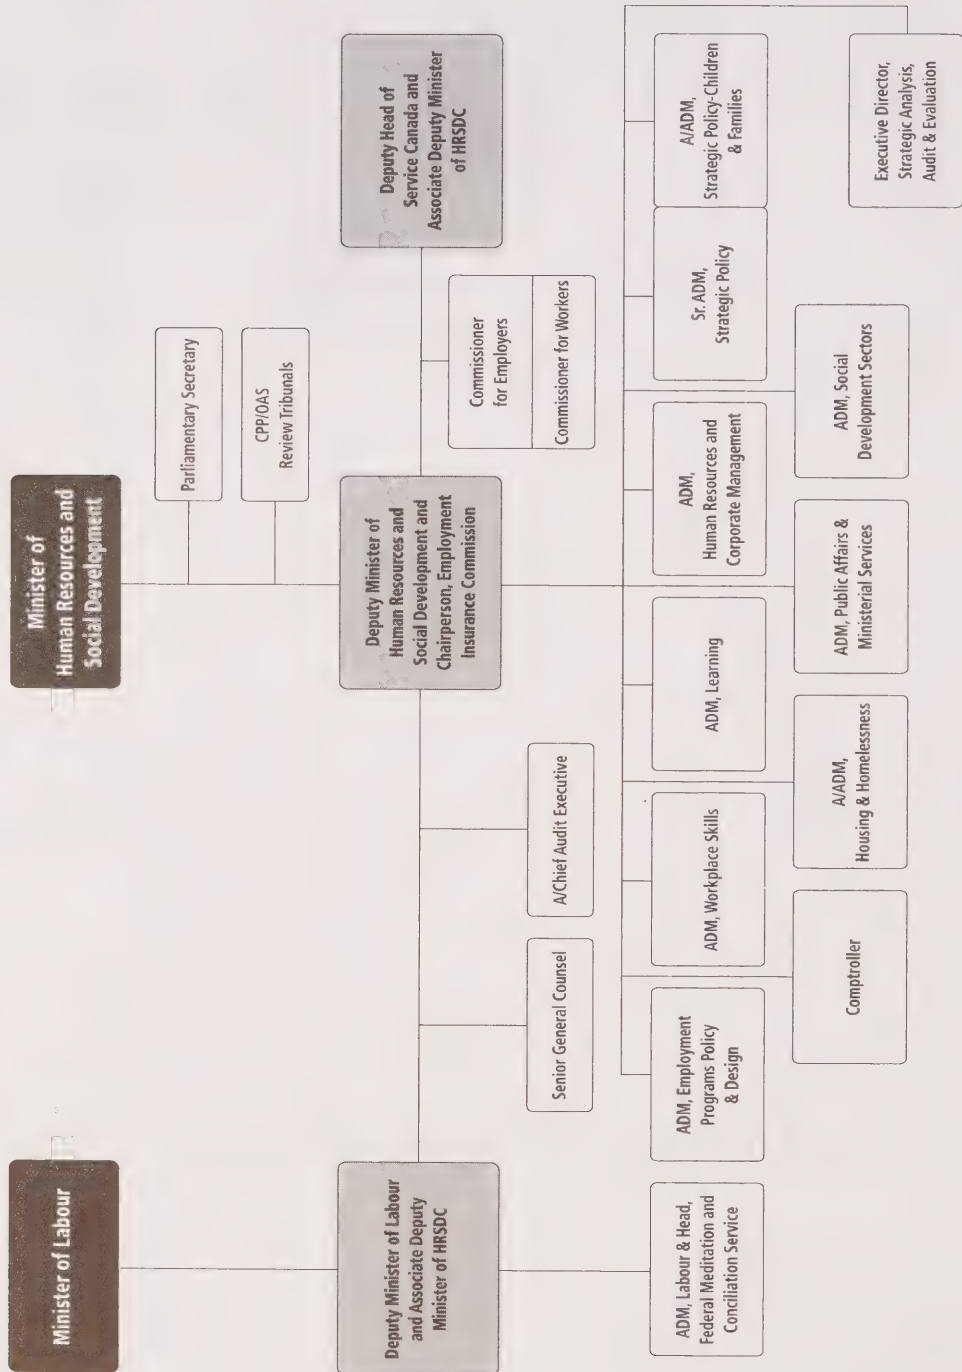 Minister of Labour
Minister of
Human Resources and
Social Development
Parliamentary Secretary
CPP/OAS
Review Tribunals
Deputy Minister of Labour
and Associate Deputy
Minister of HRSDC
Deputy Minister of
Human Resources and
Social Development and
Chairperson, Employment
Insurance Commission
Deputy Head of
Service Canada and
Associate Deputy Minister
of HRSDC
Senior General Counsel
A/Chief Audit Executive
Commissioner
for Employers
Commissioner for Workers
ADM, Labour & Head,
Federal Meditation and
Conciliation Service
ADM, Employment
Programs Policy
& Design
ADM, Workplace Skills
ADM, Learning
ADM,
Human Resources and
Corporate Management
Sr. ADM,
Strategic Policy
A/ADM,
Strategic Policy-Children
& Families
Comptroller
A/ADM,
Housing & Homelessness
ADM, Public Affairs &
Ministerial Services
ADM, Social
Development Sectors
Executive Director,
Strategic Analysis,
Audit & Evaluation